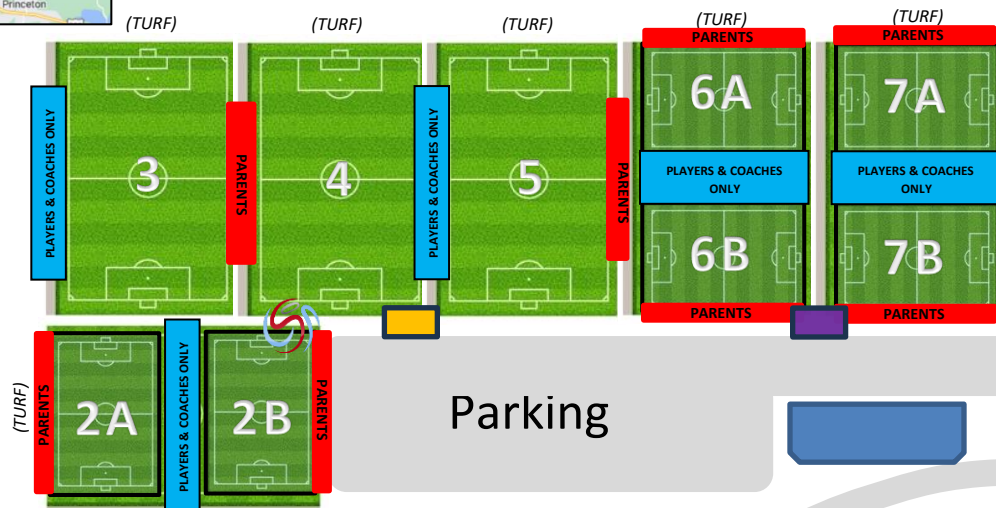 Princeton
(TURF)
(TURF)
(TURF)
(TURF)
(TURF)
PARENTS
PARENTS
PLAYERS & COACHES ONLY
3
PARENTS
4
PLAYERS & COACHES ONLY
5
PARENTS
6A
7A
PLAYERS & COACHES
ONLY
PLAYERS & COACHES
ONLY
6B
7B
PARENTS
PARENTS
(TURF)
PARENTS
2A
PLAYERS & COACHES ONLY
2B
PARENTS
Parking